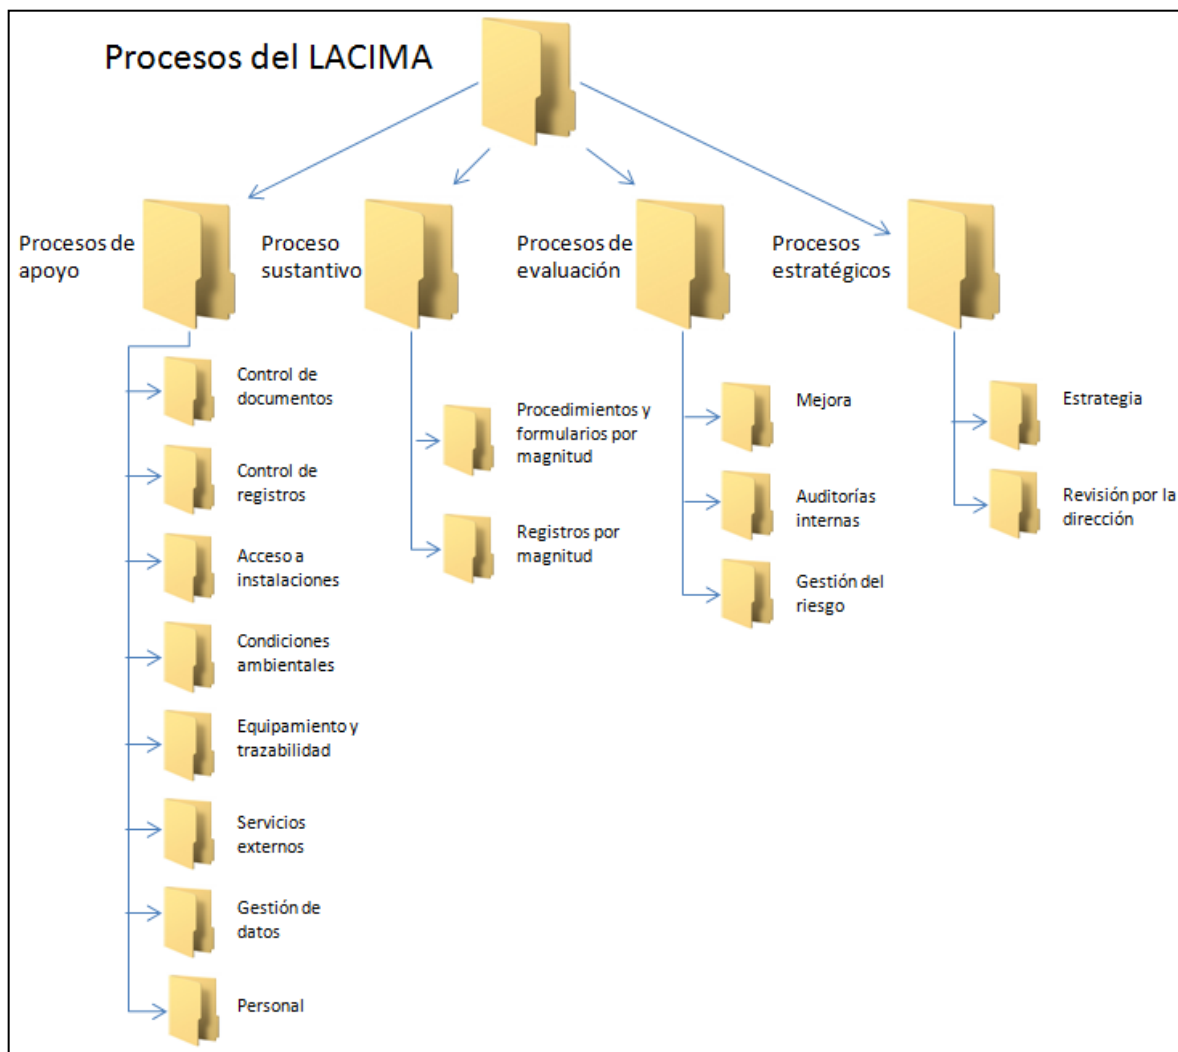 Procesos del LACIMA
Procesos de
apoyo
Proceso
sustantivo
Procesos de
evaluación
Procesos
estratégicos
Control de
documentos
Control de
registros
Acceso a
instalaciones
Condiciones
ambientales
Equipamiento y
trazabilidad
Servicios
externos
Gestión de
datos
Personal
Procedimientos y
formularios por
magnitud
Registros por
magnitud
Mejora
Auditorías
internas
Gestión del
riesgo
Estrategia
Revisión por la
dirección